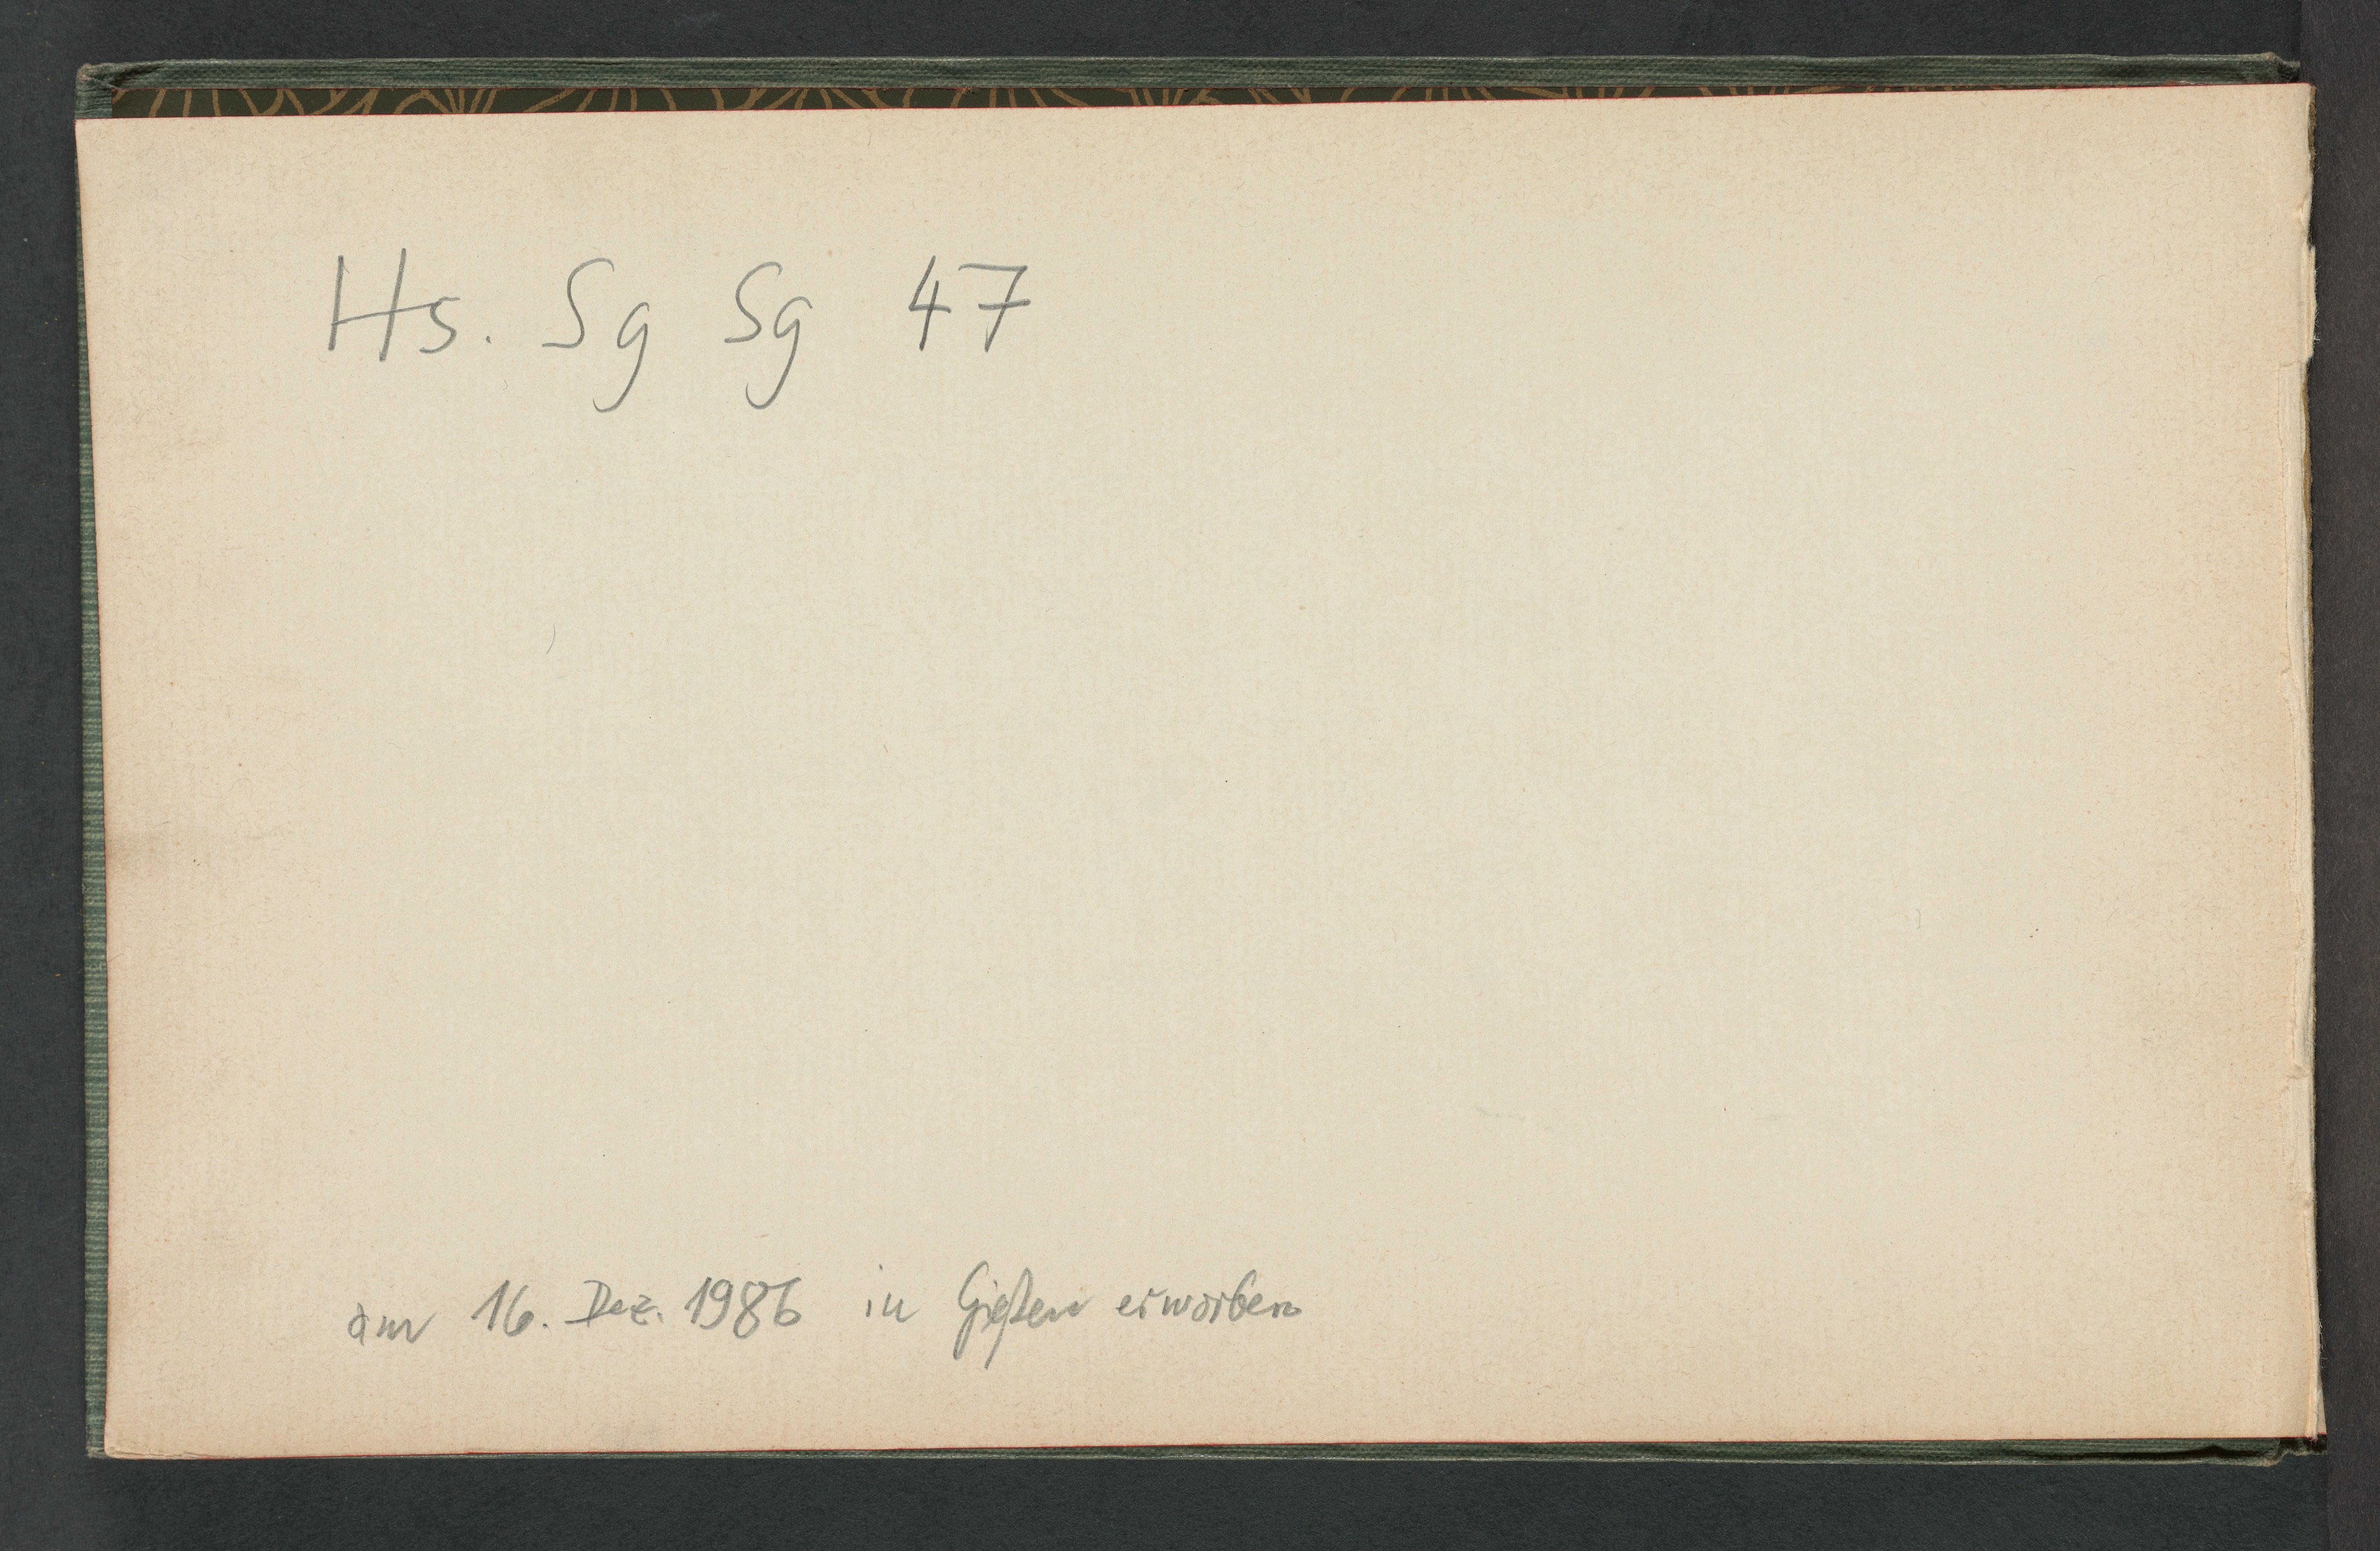 Hs. Sg Sg 47
am 16. Dez. 1986 in Gießen erworben